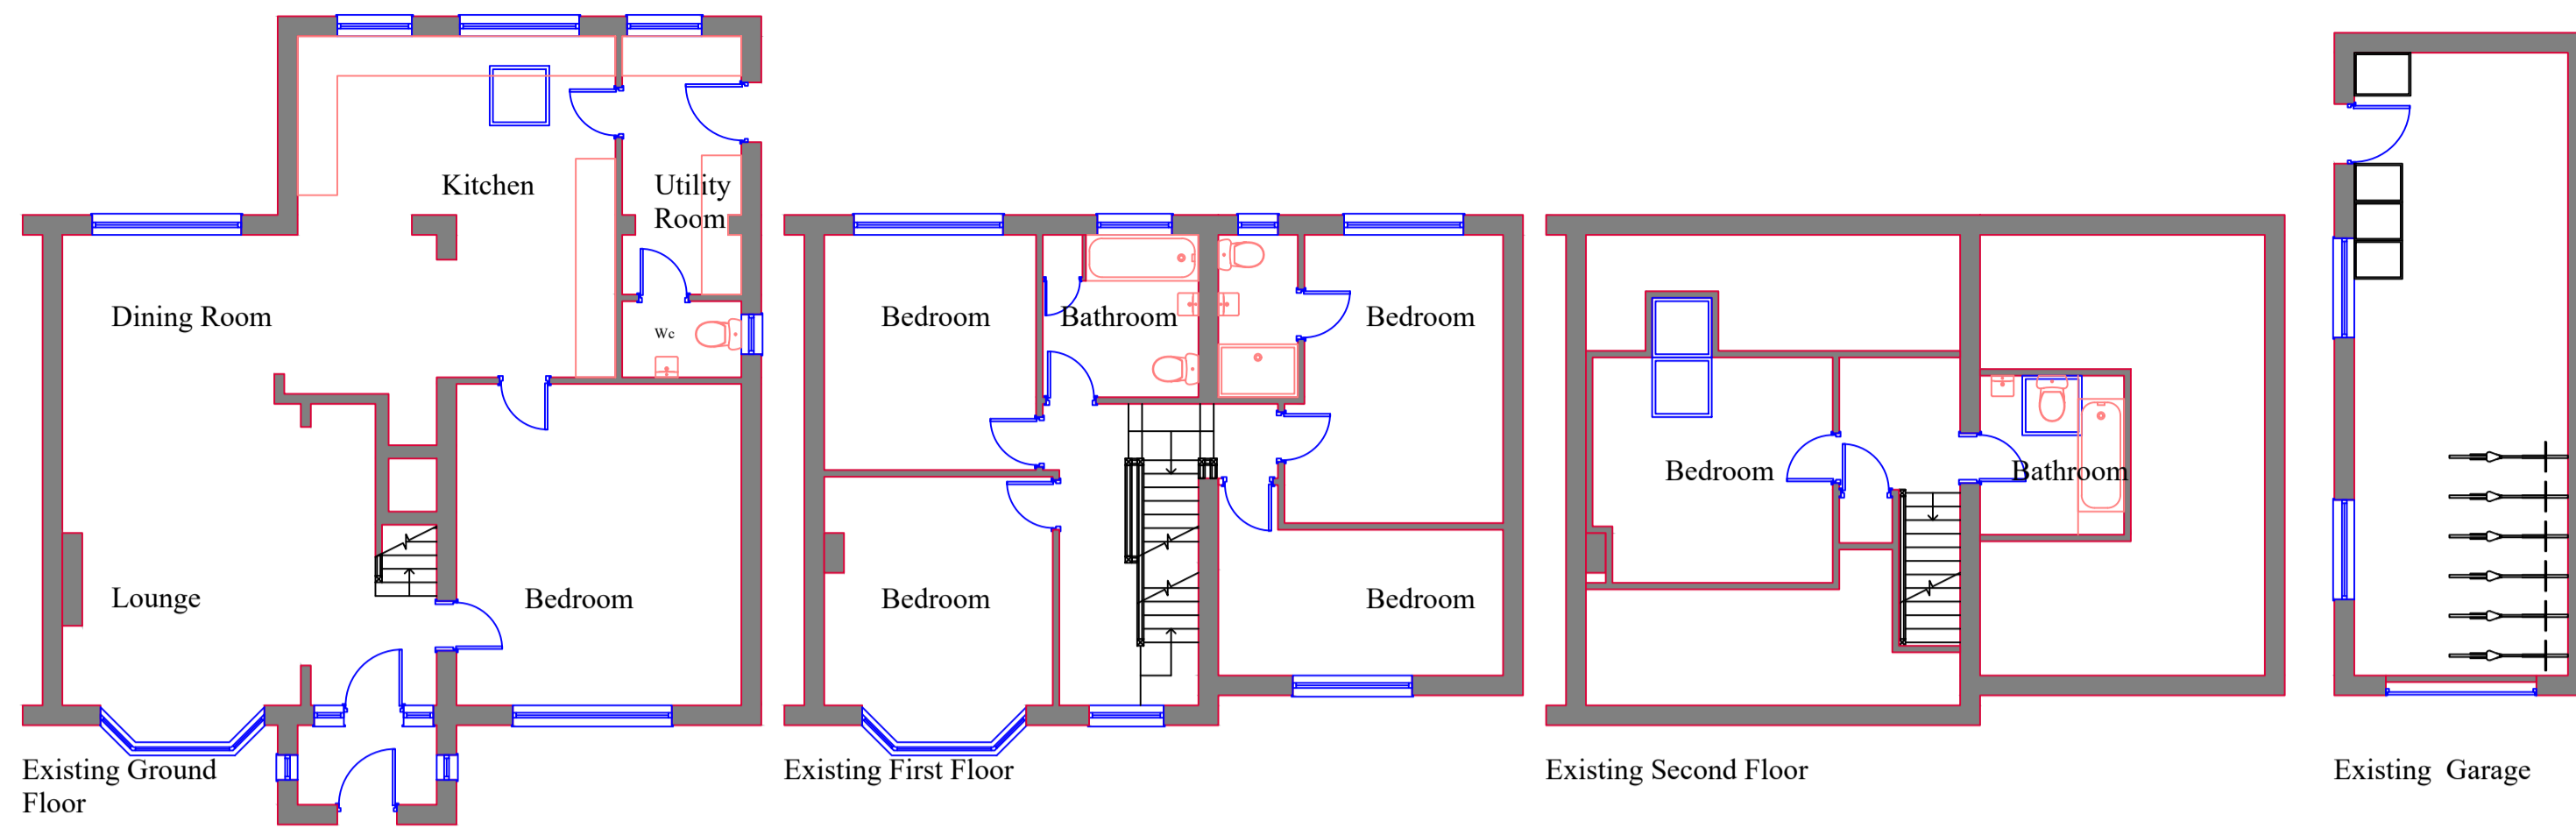 Kitchen
Utility
Room
Dining Room
Wc
Lounge
Bedroom
Existing Ground
Floor
Bedroom
Bathroom
Bedroom
Bedroom
Bedroom
Existing First Floor
Bedroom
Bathroom
Existing Second Floor
Existing Garage